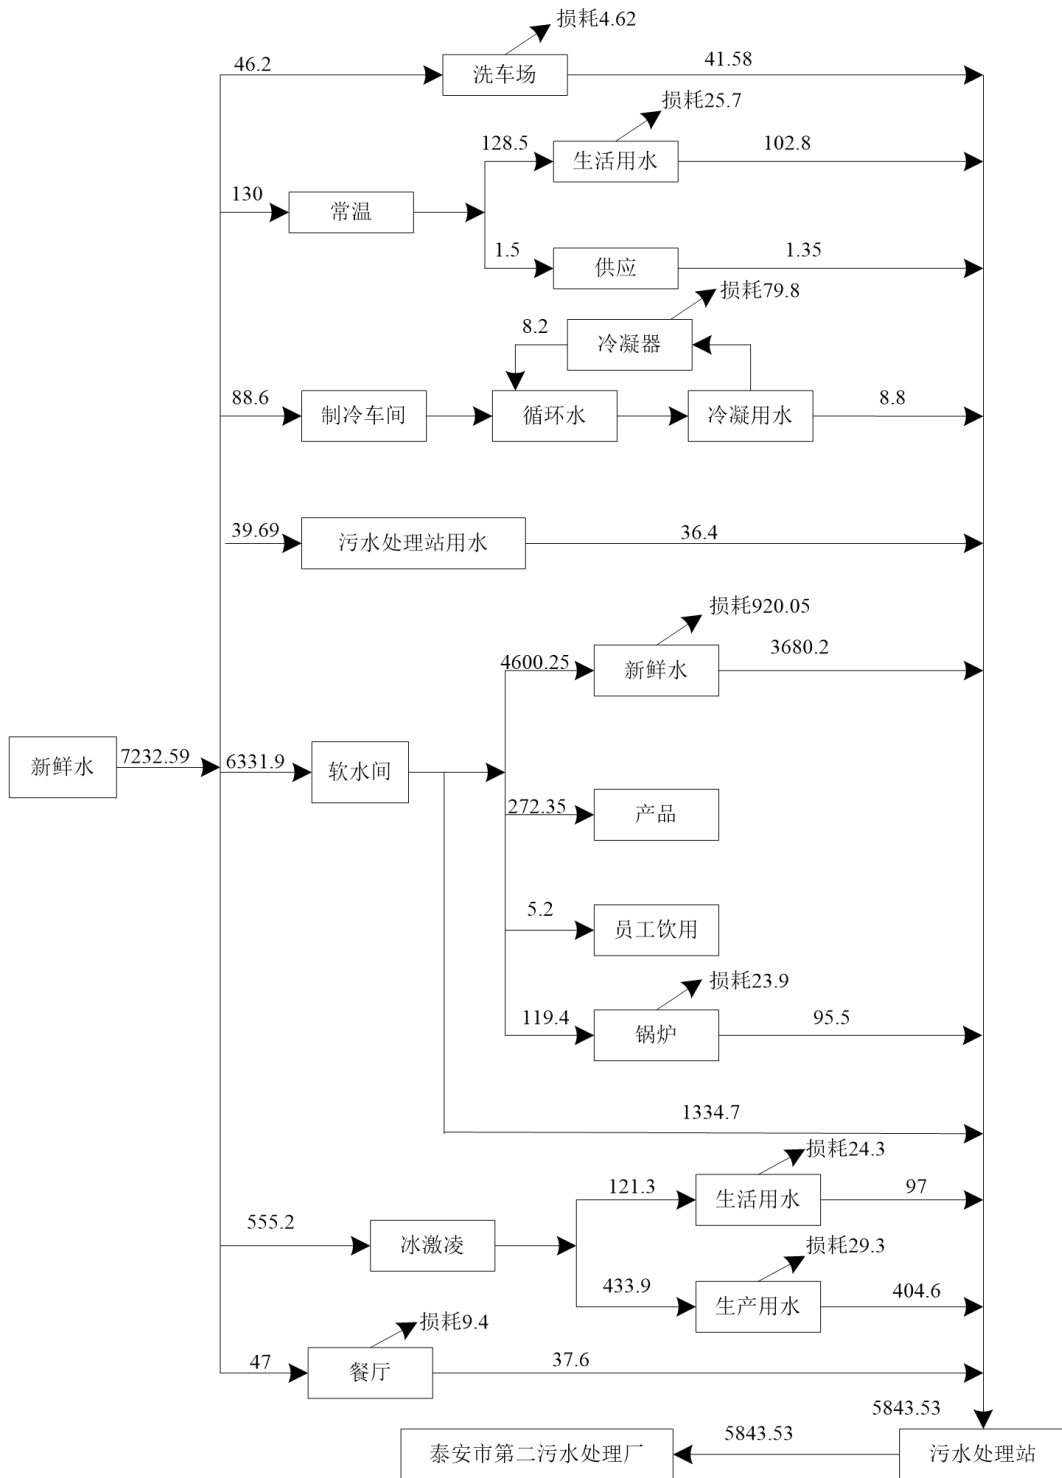 损耗4.62
46.2
洗车场
41.58
损耗25.7
128.5
生活用水
102.8
130
常温
1.5
供应
1.35
损耗79.8
8.2
冷凝器
88.6
制冷车间
循环水
冷凝用水
8.8
39.69
污水处理站用水
36.4
损耗920.05
4600.25
新鲜水
3680.2
新鲜水
7232.59
6331.9
软水间
272.35
产品
5.2
员工饮用
损耗23.9
119.4
锅炉
95.5
1334.7
损耗24.3
121.3
生活用水
97
555.2
冰激凌
损耗29.3
433.9
生产用水
404.6
损耗9.4
47
餐厅
37.6
5843.53
泰安市第二污水处理厂
5843.53
污水处理站